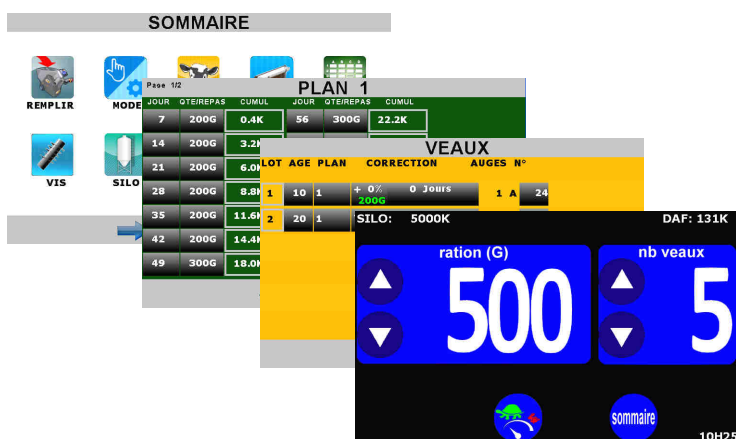 SOMMAIRE
REMPLIR
MODE
VIS
SILO
Page 1/2
PLAN 1
JOUR QTE/REPAS CUMUL JOUR QTE/REPAS CUMUL
7 200G 0.4K 56 300G 22.2K
14 200G 3.2K
21 200G 6.0K
28 200G 8.8K
35 200G 11.6K
42 200G 14.4K
49 300G 18.0K
VEAUX
LOT AGE PLAN CORRECTION AUGES N°
1 10 1 + 0% 0 Jours 1 A 24
200G
2 20 1
SILO: 5000K DAF: 131K
ration (G) nb veaux
500 5
sommaire
10H25